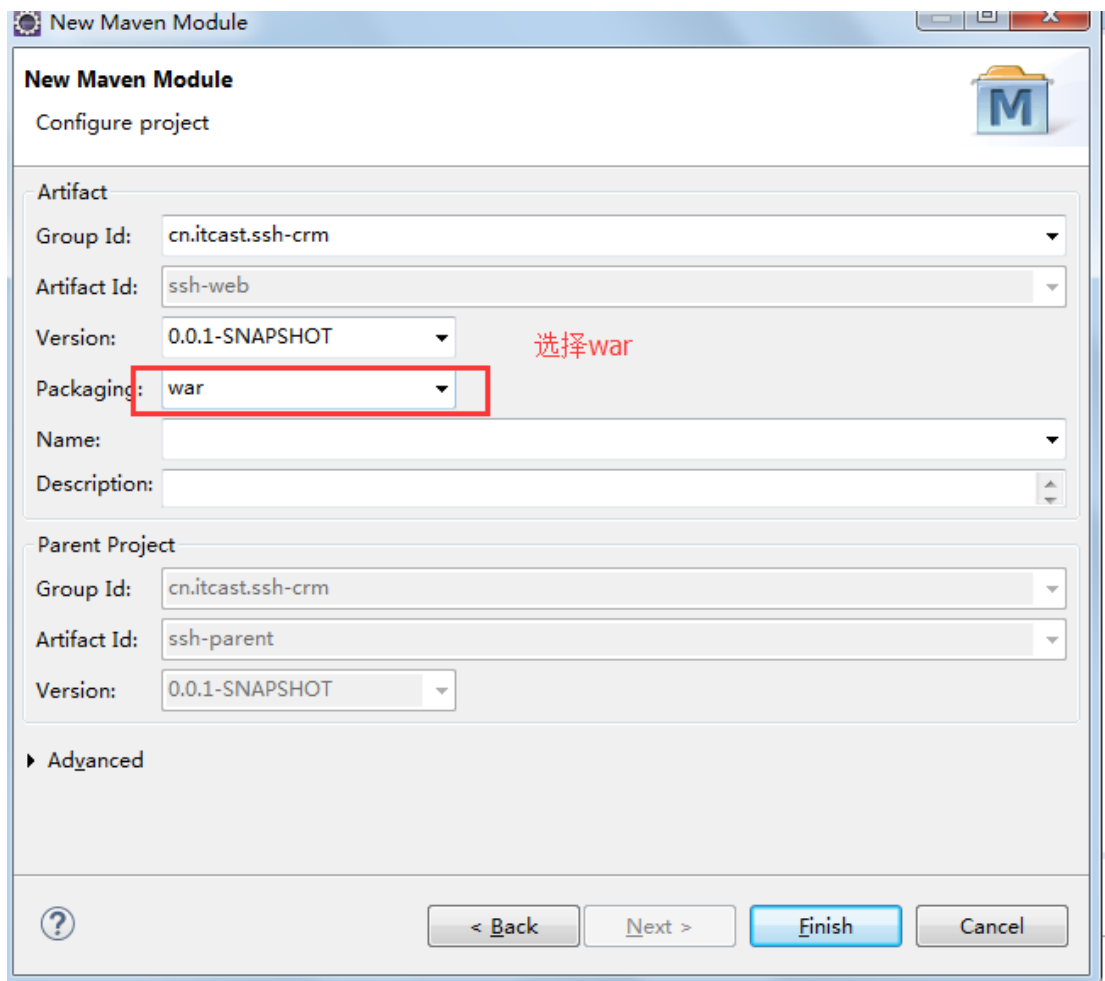 New Maven Module
New Maven Module
Configure project
M
Artifact
Group Id: cn.itcast.ssh-crm
Artifact Id: ssh-web
Version: 0.0.1-SNAPSHOT
选择war
Packaging: war
Name:
Description:
Parent Project
Group Id: cn.itcast.ssh-crm
Artifact Id: ssh-parent
Version: 0.0.1-SNAPSHOT
Advanced
? < Back Next > Finish Cancel